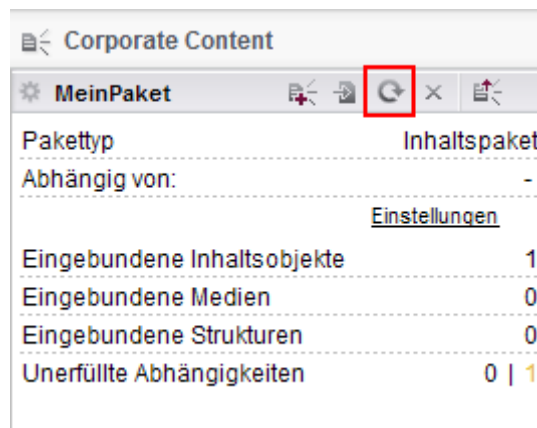 Corporate Content
MeinPaket
Pakettyp Inhaltspaket
Abhängig von: -
Einstellungen
Eingebundene Inhaltsobjekte 1
Eingebundene Medien 0
Eingebundene Strukturen 0
Unerfüllte Abhängigkeiten 0 | 1